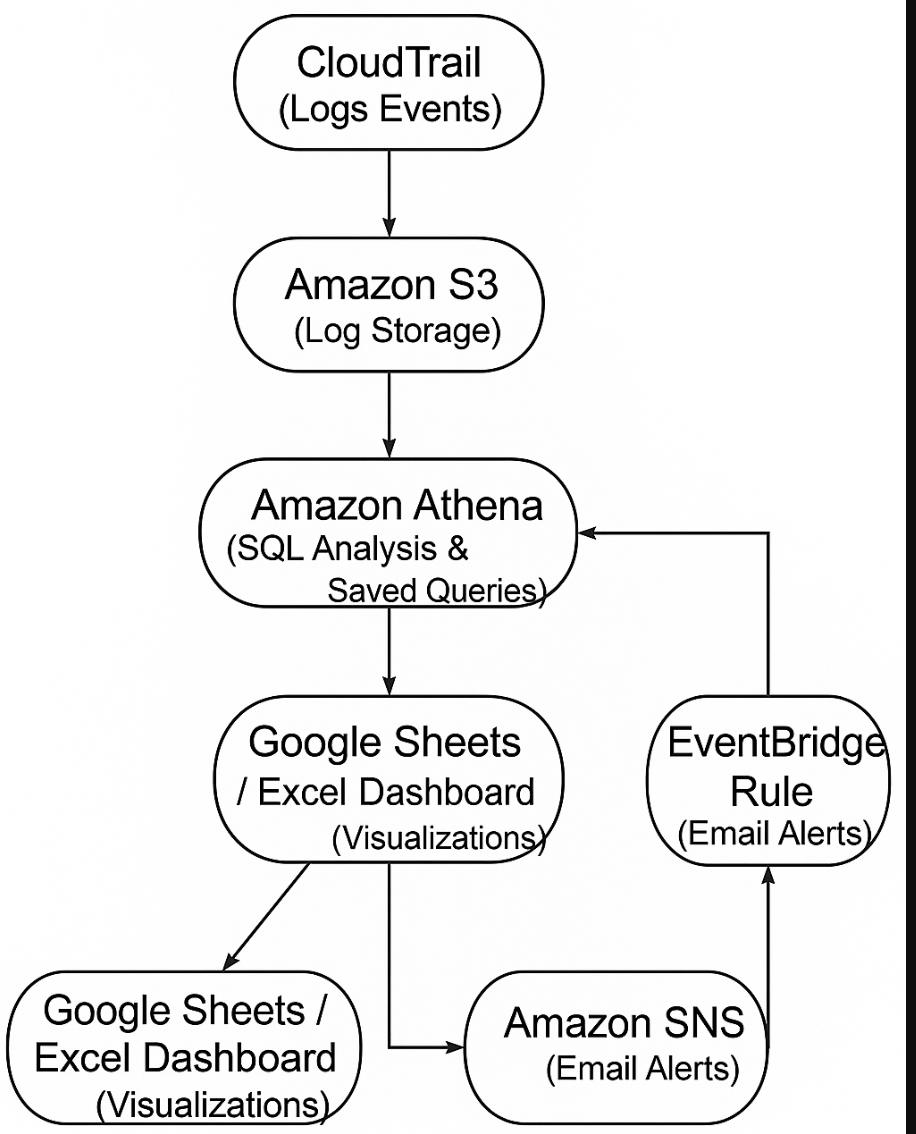 CloudTrail
(Logs Events)
Amazon S3
(Log Storage)
Amazon Athena
(SQL Analysis &
Saved Queries)
Google Sheets
/ Excel Dashboard
(Visualizations)
EventBridge
Rule
(Email Alerts)
Google Sheets /
Excel Dashboard
(Visualizations)
Amazon SNS
(Email Alerts)